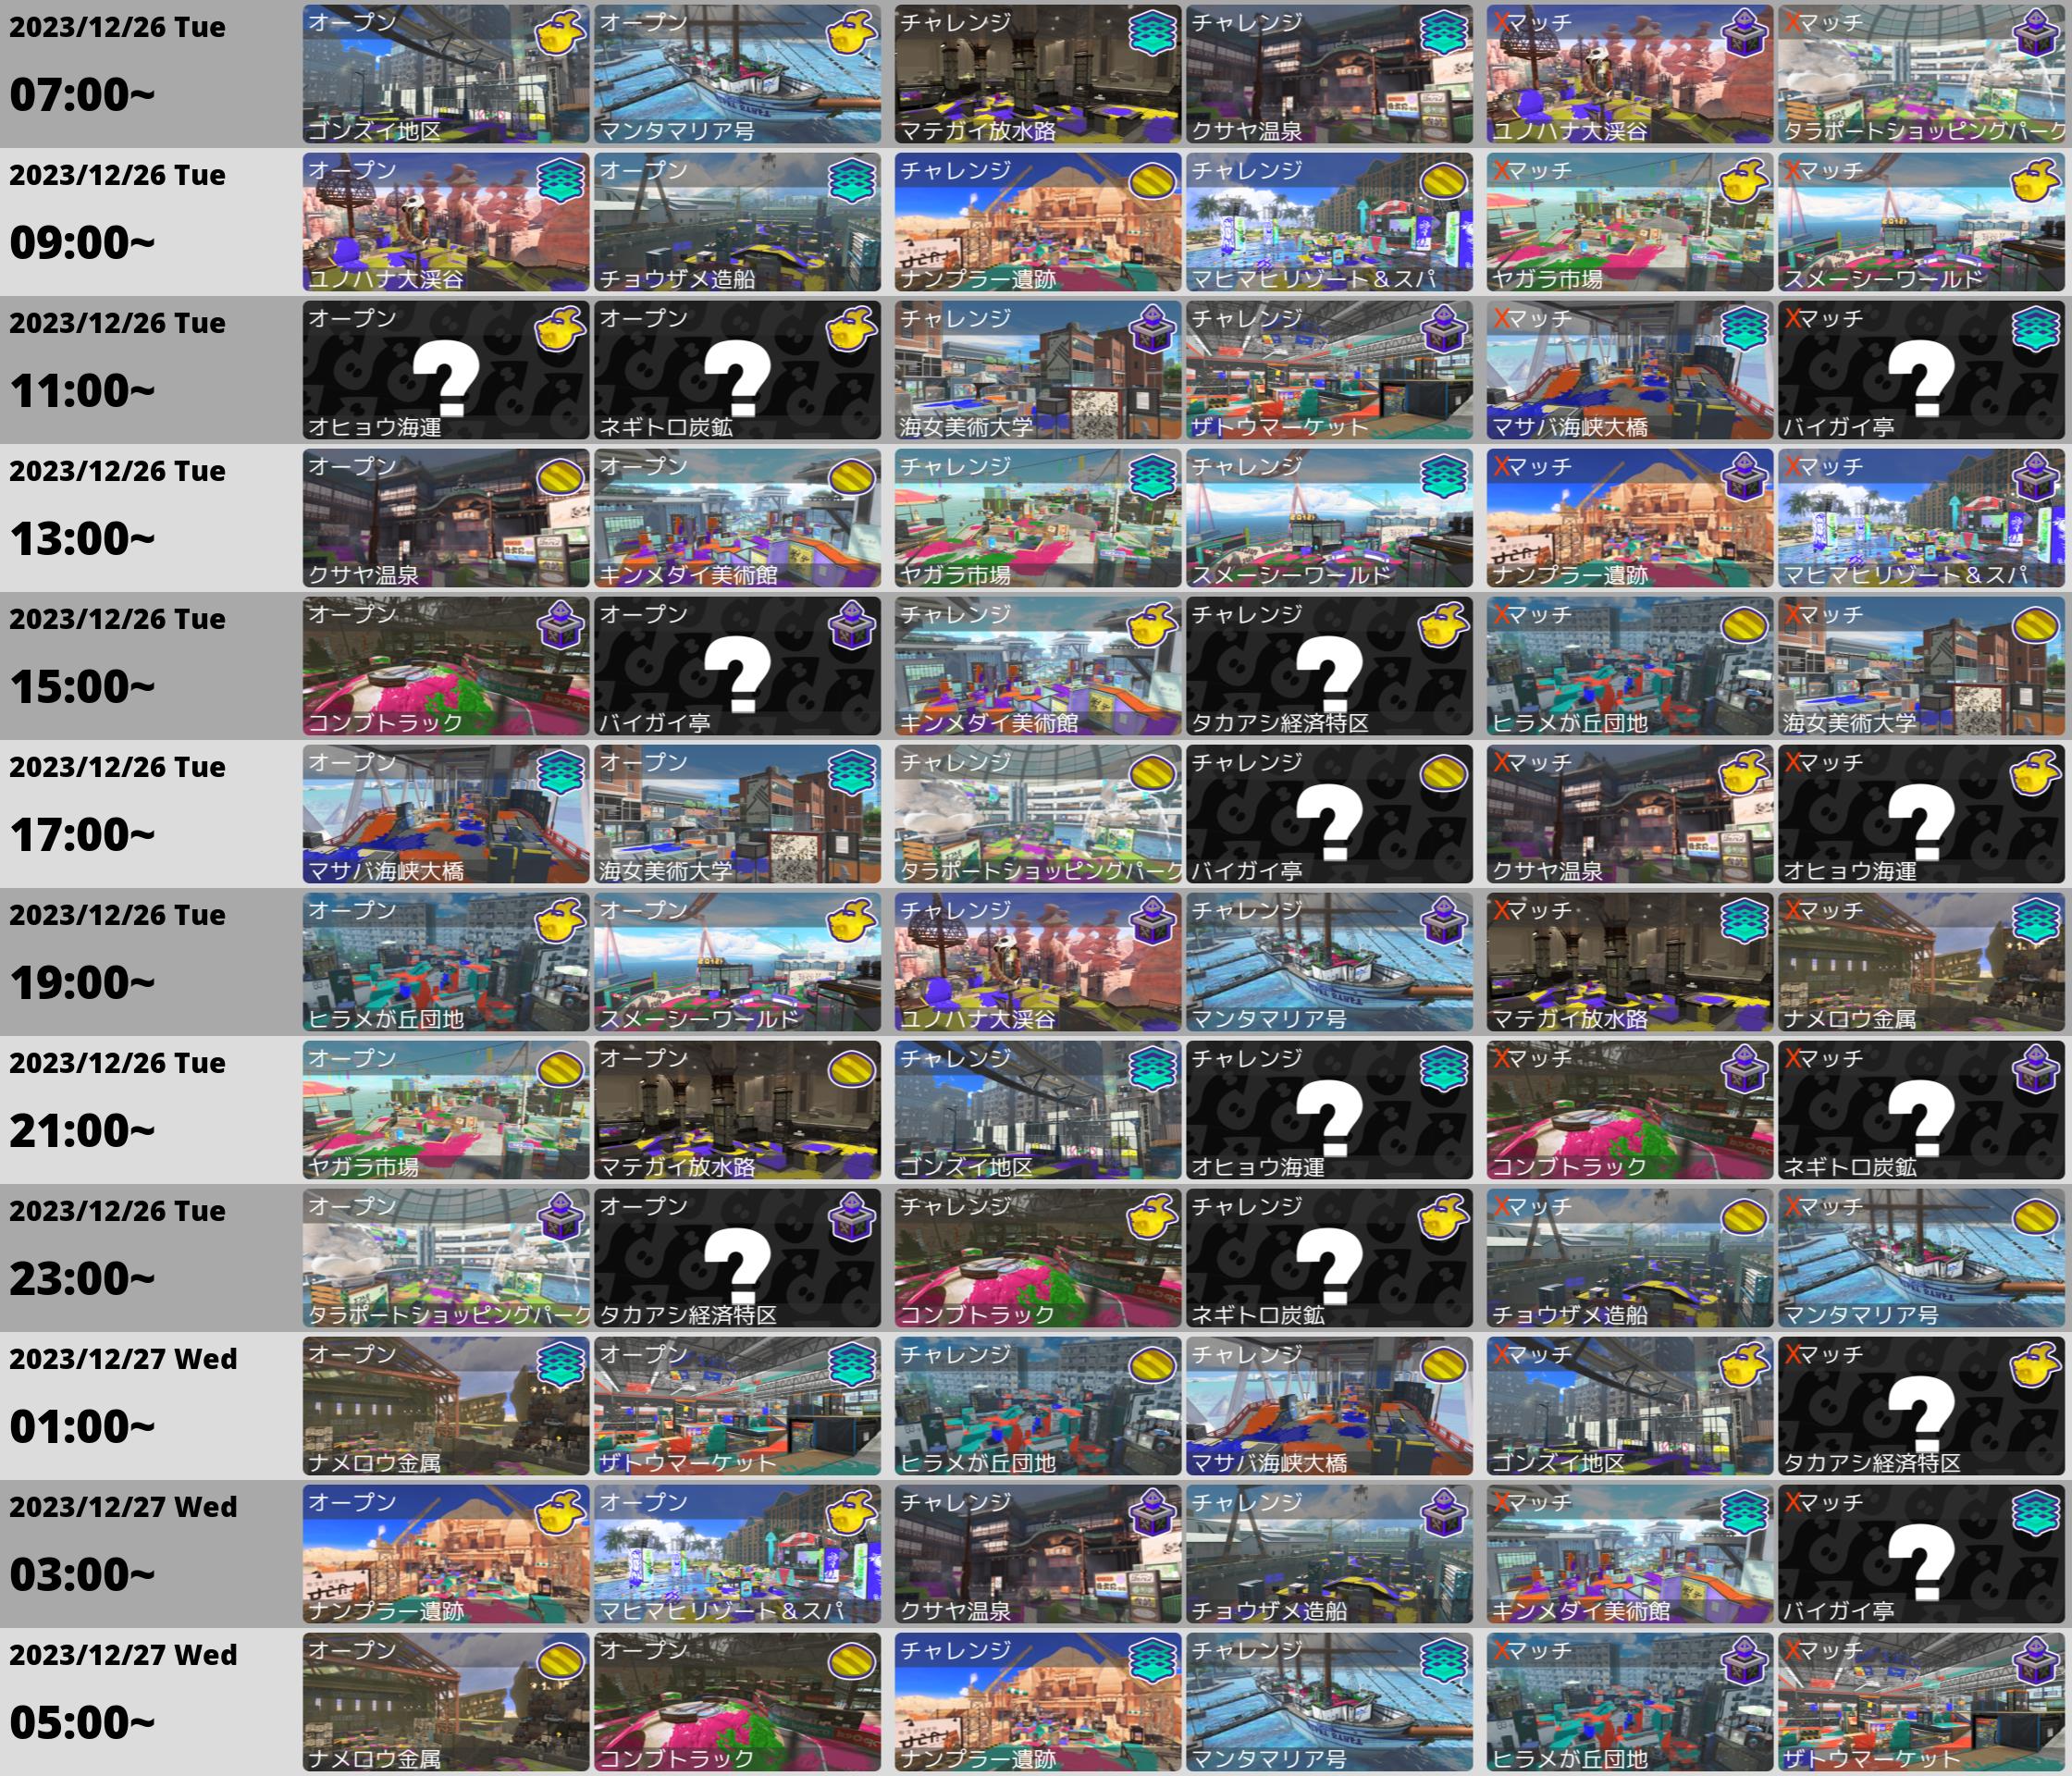 2023/12/26 Tue
07:00~
オープン オープン チャレンジ チャレンジ Xマッチ Xマッチ
ゴンズイ地区 マンタマリア号 マテガイ放水路 クサヤ温泉 ユノハナ大渓谷 タラポートショッピングパーク
2023/12/26 Tue
09:00~
オープン オープン チャレンジ チャレンジ Xマッチ Xマッチ
ユノハナ大渓谷 チョウザメ造船 ナンプラー遺跡 マヒマヒリゾート＆スパ ヤガラ市場 スメーシーワールド
2023/12/26 Tue
11:00~
オープン オープン チャレンジ チャレンジ Xマッチ Xマッチ
? ? ?
オヒョウ海運 ネギトロ炭鉱 海女美術大学 ザトウマーケット マサバ海峡大橋 バイガイ亭
2023/12/26 Tue
13:00~
オープン オープン チャレンジ チャレンジ Xマッチ Xマッチ
クサヤ温泉 キンメダイ美術館 ヤガラ市場 スメーシーワールド ナンプラー遺跡 マヒマヒリゾート＆スパ
2023/12/26 Tue
15:00~
オープン オープン チャレンジ チャレンジ Xマッチ Xマッチ
? ?
コンブトラック バイガイ亭 キンメダイ美術館 タカアシ経済特区 ヒラメが丘団地 海女美術大学
2023/12/26 Tue
17:00~
オープン オープン チャレンジ チャレンジ Xマッチ Xマッチ
? ?
マサバ海峡大橋 海女美術大学 タラポートショッピングパーク バイガイ亭 クサヤ温泉 オヒョウ海運
2023/12/26 Tue
19:00~
オープン オープン チャレンジ チャレンジ Xマッチ Xマッチ
ヒラメが丘団地 スメーシーワールド ユノハナ大渓谷 マンタマリア号 マテガイ放水路 ナメロウ金属
2023/12/26 Tue
21:00~
オープン オープン チャレンジ チャレンジ Xマッチ Xマッチ
? ?
ヤガラ市場 マテガイ放水路 ゴンズイ地区 オヒョウ海運 コンブトラック ネギトロ炭鉱
2023/12/26 Tue
23:00~
オープン オープン チャレンジ チャレンジ Xマッチ Xマッチ
? ?
タラポートショッピングパーク タカアシ経済特区 コンブトラック ネギトロ炭鉱 チョウザメ造船 マンタマリア号
2023/12/27 Wed
01:00~
オープン オープン チャレンジ チャレンジ Xマッチ Xマッチ
?
ナメロウ金属 ザトウマーケット ヒラメが丘団地 マサバ海峡大橋 ゴンズイ地区 タカアシ経済特区
2023/12/27 Wed
03:00~
オープン オープン チャレンジ チャレンジ Xマッチ Xマッチ
?
ナンプラー遺跡 マヒマヒリゾート＆スパ クサヤ温泉 チョウザメ造船 キンメダイ美術館 バイガイ亭
2023/12/27 Wed
05:00~
オープン オープン チャレンジ チャレンジ Xマッチ Xマッチ
ナメロウ金属 コンブトラック ナンプラー遺跡 マンタマリア号 ヒラメが丘団地 ザトウマーケット